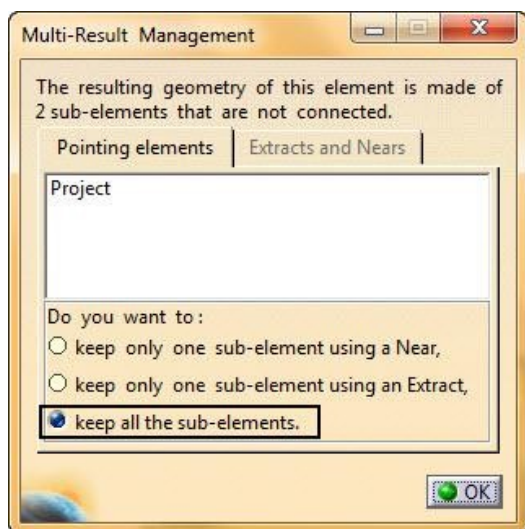 Multi-Result Management
The resulting geometry of this element is made of
2 sub-elements that are not connected.
Pointing elements
Extracts and Nears
Project
Do you want to :
keep only one sub-element using a Near,
keep only one sub-element using an Extract,
keep all the sub-elements.
OK